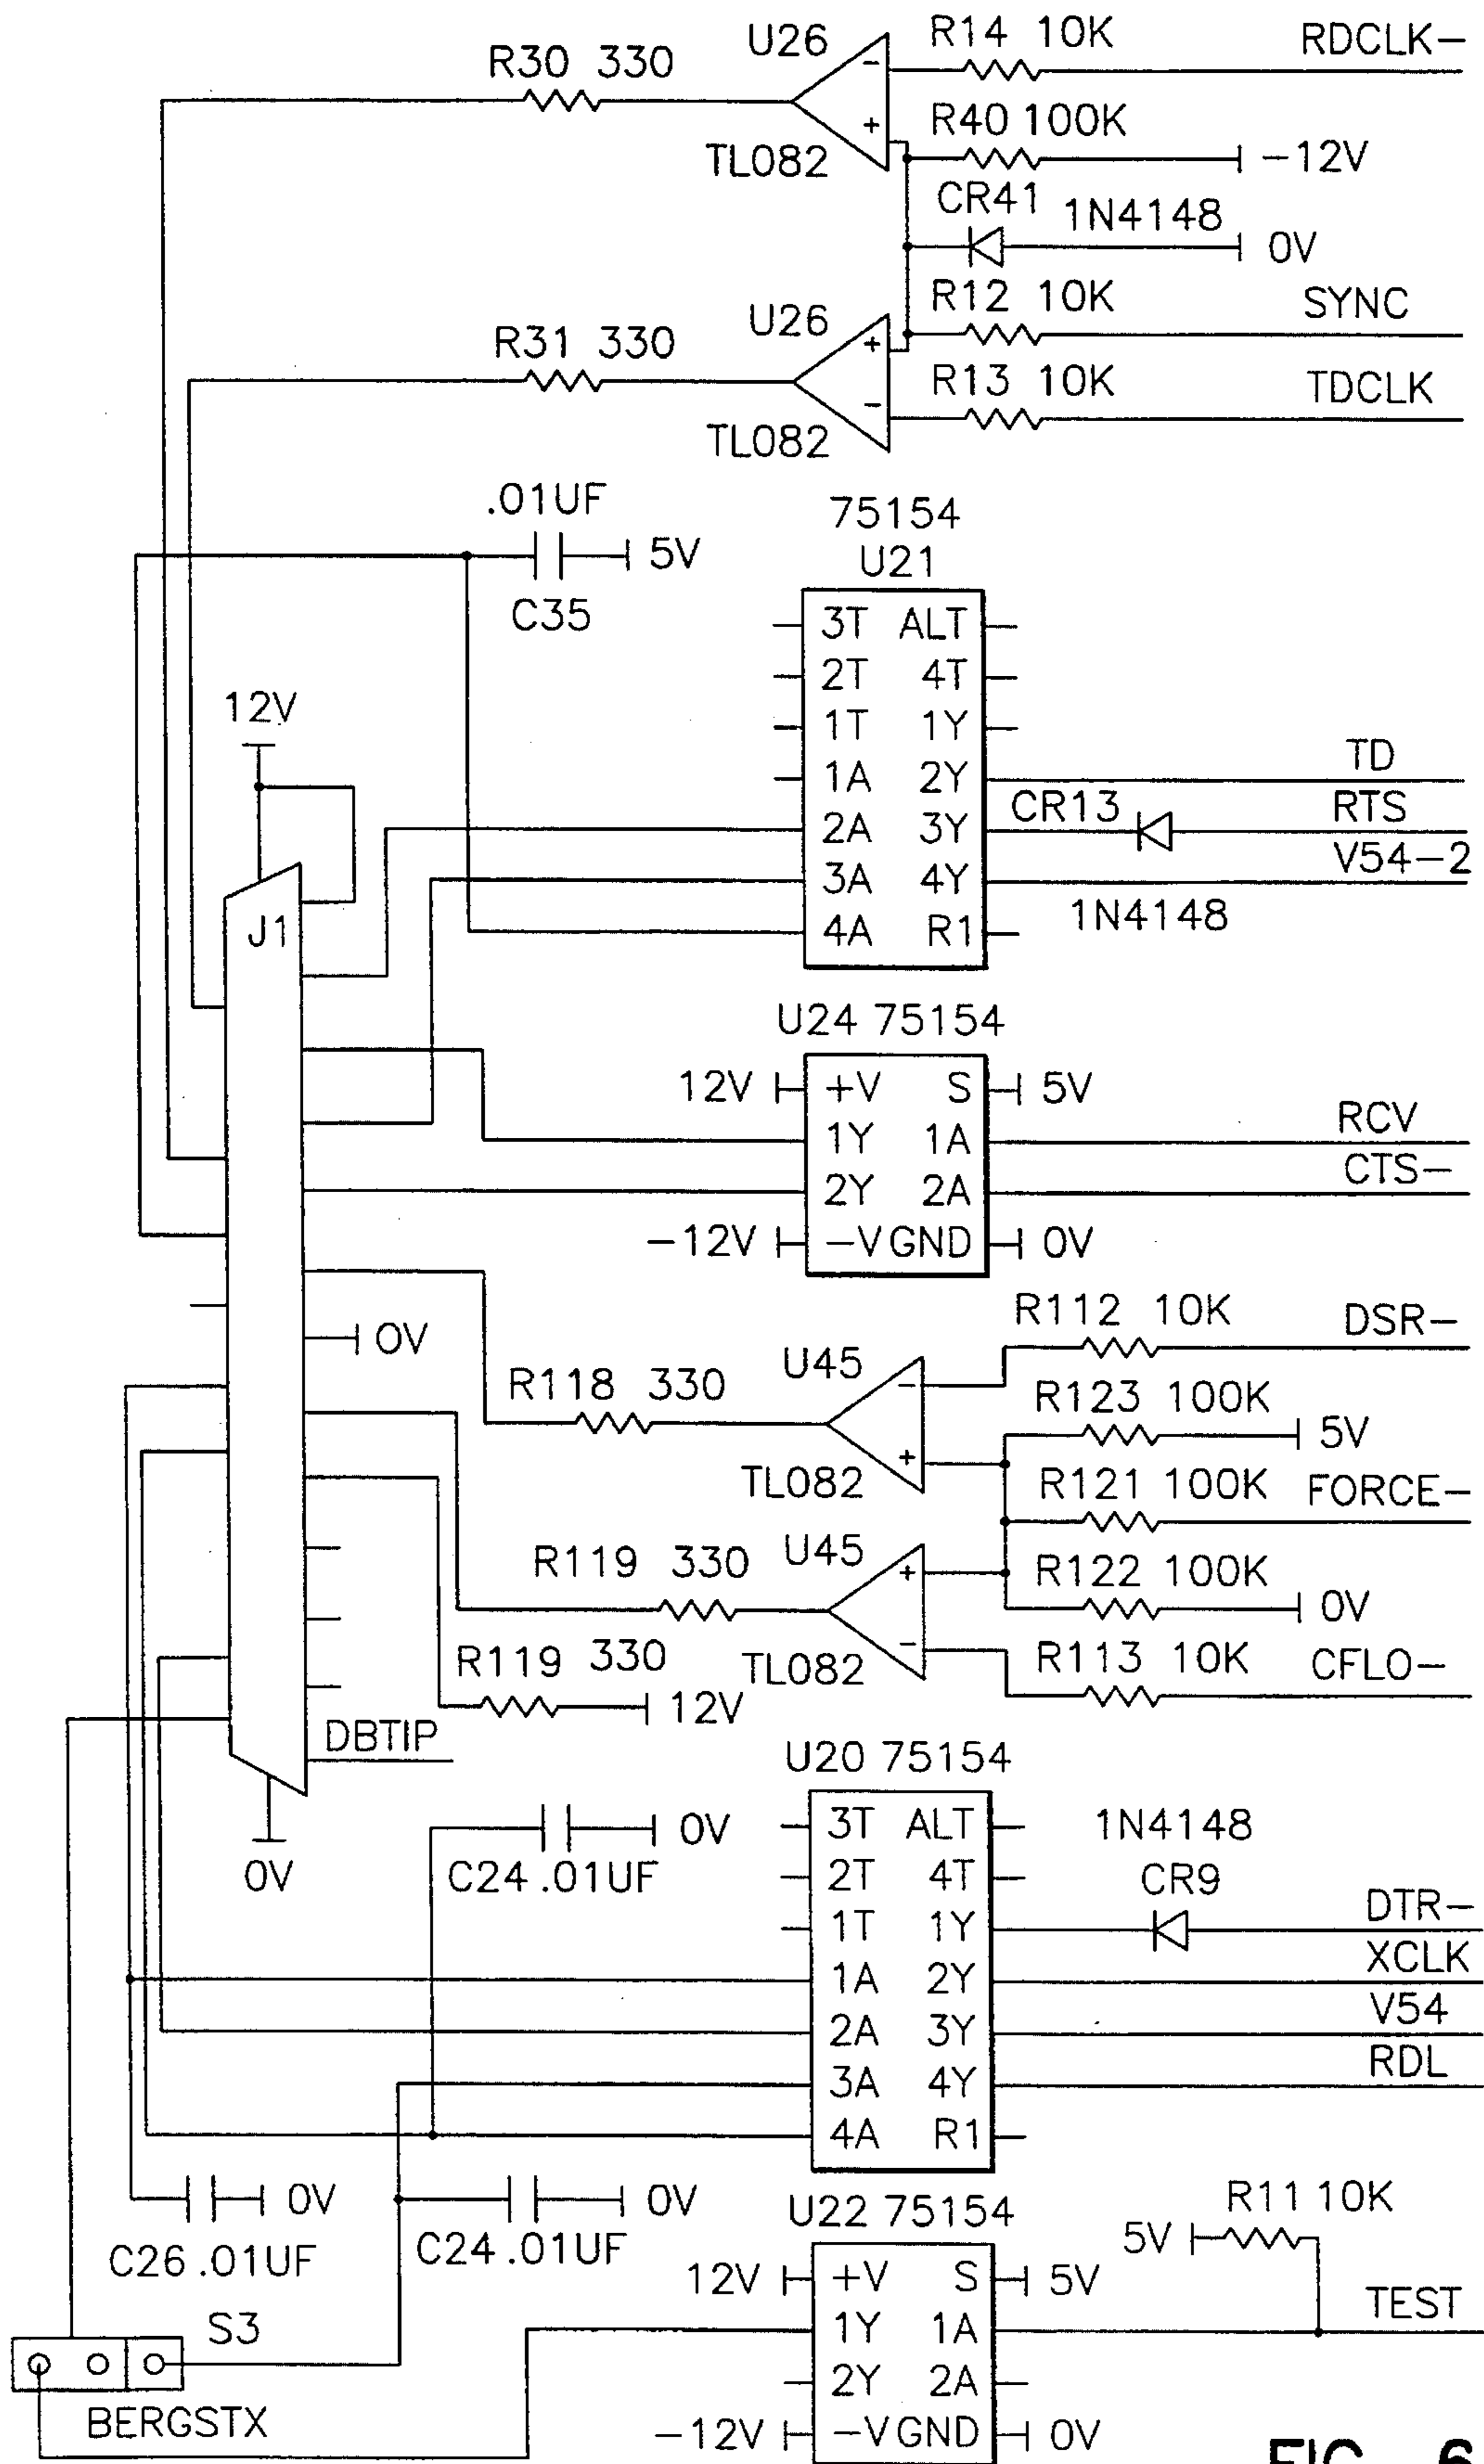 U26 R14 10K RDCLK-
R30 330
-
+ R40 100K
TL082 -12V
CR41 1N4148
0V
R12 10K SYNC
U26
R31 330 +
R13 10K TDCLK
-
TL082
.01UF 75154
5V U21
C35
3T ALT
2T 4T
12V 1T 1Y
1A 2Y TD
CR13 RTS
2A 3Y
V54-2
3A 4Y
1N4148
J1 4A R1
U24 75154
12V +V S 5V
RCV
1Y 1A
CTS-
2Y 2A
-12V -V GND 0V
R112 10K DSR-
0V
U45
R118 330 -
R123 100K
5V
+
TL082 R121 100K FORCE-
U45
R119 330 +
R122 100K
0V
R119 330 -
TL082 R113 10K CFLO-
12V
DBTIP
U20 75154
3T ALT 1N4148
0V
0V C24 .01UF 2T 4T CR9
DTR-
1T 1Y
XCLK
1A 2Y
V54
2A 3Y
RDL
3A 4Y
4A R1
0V 0V R11 10K
U22 75154
C26 .01UF C24 .01UF 5V
12V +V S 5V
S3 TEST
1Y 1A
2Y 2A
BERGSTX
-12V -V GND 0V
FIG. 6